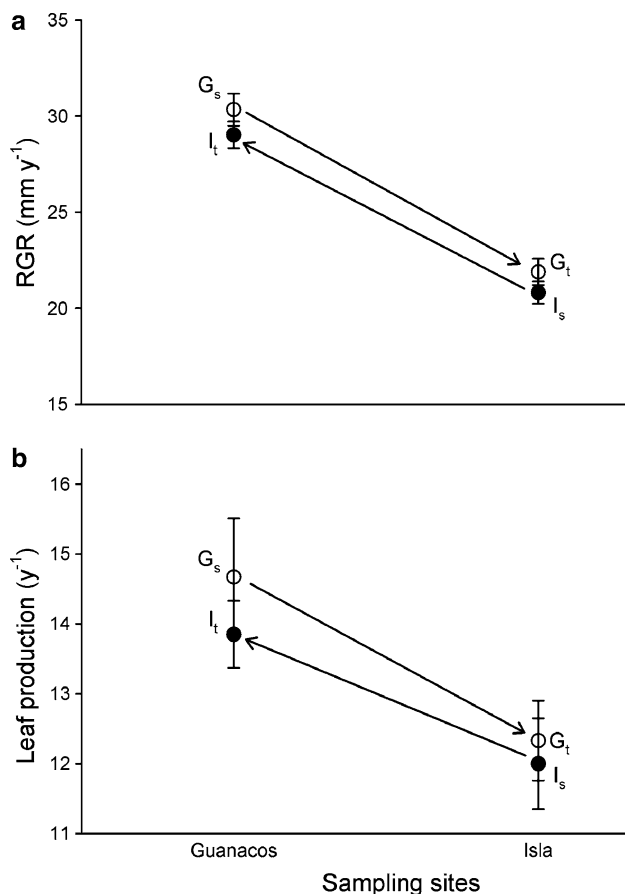 a
35
30
25
20
15
RGR (mm y⁻¹)
Gₛ
Iₜ
Gₜ
Iₛ
b
16
15
14
13
12
11
Leaf production (y⁻¹)
Gₛ
Iₜ
Gₜ
Iₛ
Guanacos Isla
Sampling sites